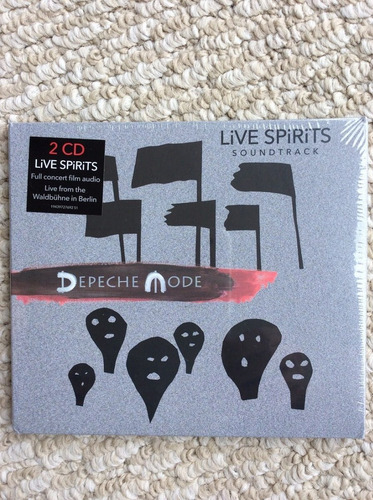 LiVE SPiRiTS
SOUNDTRACK
2 CD
LiVE SPiRiTS
Full concert film audio
Live from the
Waldbühne in Berlin
DEPECHE MODE